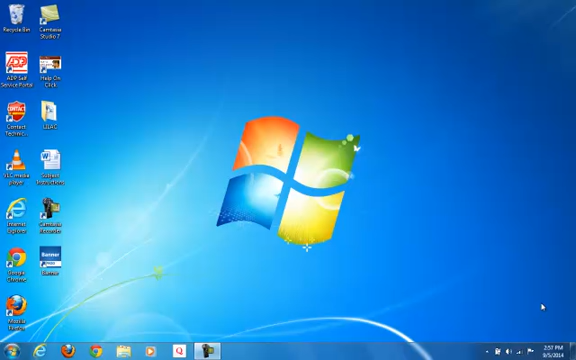 Recycle Bin
Camtasia
Studio 7
ADP Self
Service Portal
Help On
Click
CONTACT
Contact
Technic...
LILAC
VLC media
player
Internet
Explorer
Camtasia
Recorder
Google
Chrome
Banner
Banner
Mozilla
Firefox
2:57 PM
9/5/2014